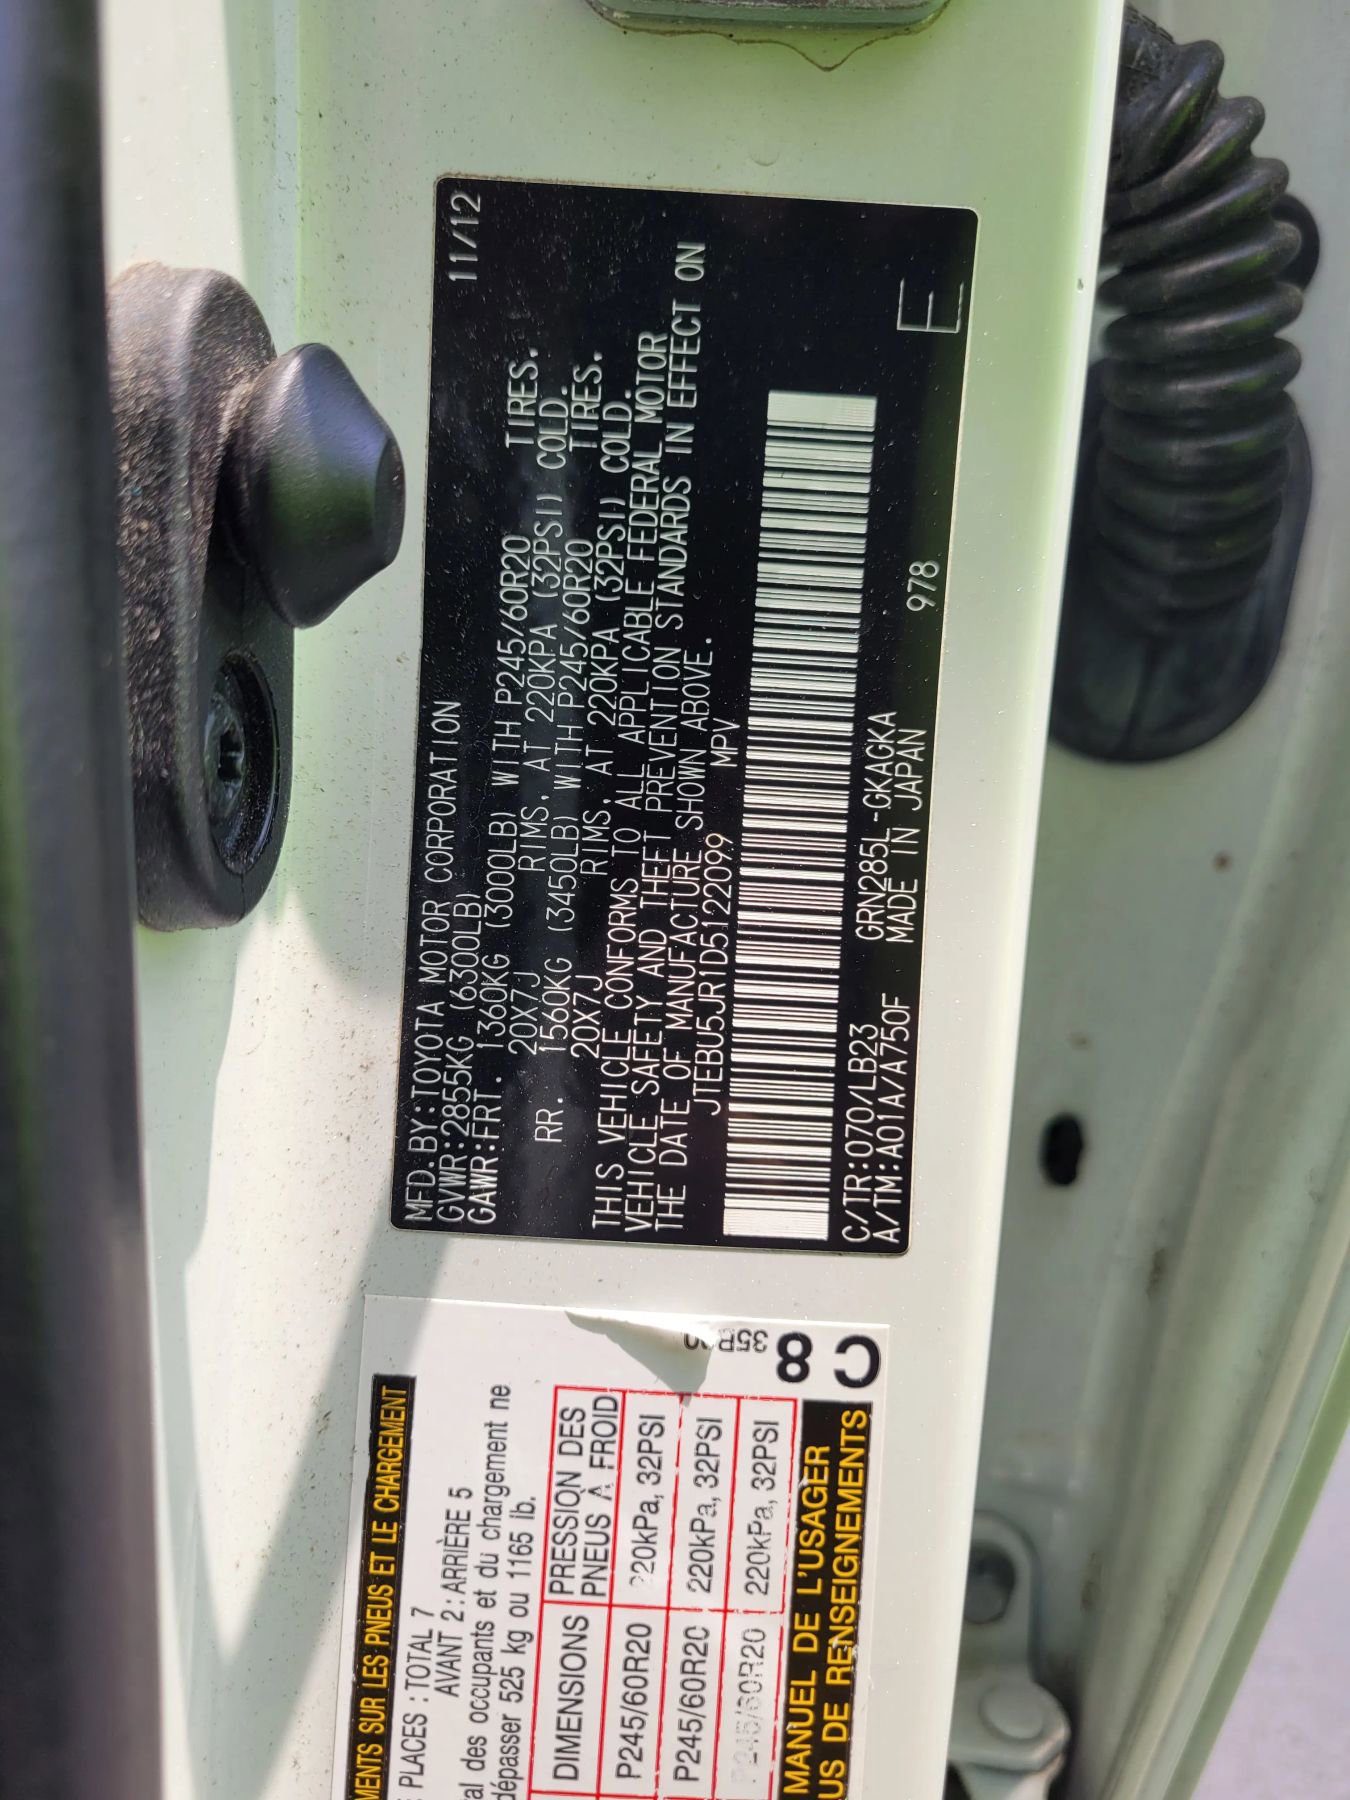 11/12
MFD.BY:TOYOTA MOTOR CORPORATION
GVWR:2855KG (6300LB)
GAWR:FRT. 1360KG (3000LB) WITH P245/60R20 TIRES.
20X7J RIMS, AT 220KPA (32PSI) COLD.
RR. 1560KG (3450LB) WITH P245/60R20 TIRES.
20X7J RIMS, AT 220KPA (32PSI) COLD.
THIS VEHICLE CONFORMS TO ALL APPLICABLE FEDERAL MOTOR
VEHICLE SAFETY AND THEFT PREVENTION STANDARDS IN EFFECT ON
THE DATE OF MANUFACTURE SHOWN ABOVE.
JTEBU5JR1D5122099 MPV
C/TR:070/LB23 GRN285L-GKAGKA
A/TM:A01A/A750F MADE IN JAPAN 978
E
MENTS SUR LES PNEUS ET LE CHARGEMENT
PLACES : TOTAL 7
AVANT 2: ARRIÈRE 5
al des occupants et du chargement ne
dépasser 525 kg ou 1165 lb.
DIMENSIONS PRESSION DES PNEUS À FROID
P245/60R20 220kPa, 32PSI
P245/60R20 220kPa, 32PSI
P245/60R20 220kPa, 32PSI
MANUEL DE L'USAGER
US DE RENSEIGNEMENTS
C8